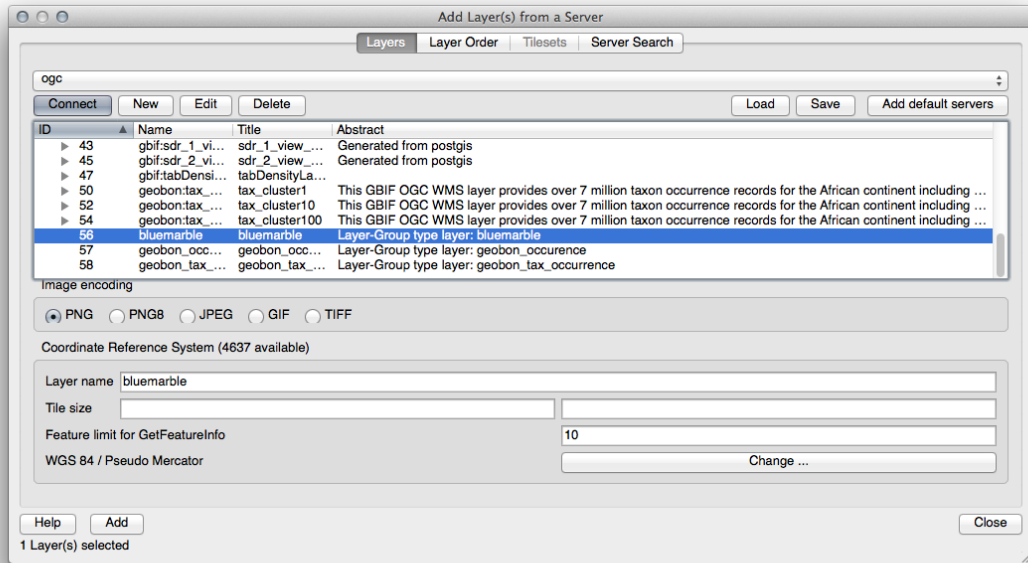 Add Layer(s) from a Server
Layers Layer Order Tilesets Server Search
ogc
Connect New Edit Delete Load Save Add default servers
ID Name Title Abstract
43 gbif:sdr_1_vi... sdr_1_view_... Generated from postgis
45 gbif:sdr_2_vi... sdr_2_view_... Generated from postgis
47 gbif:tabDensi... tabDensityLa...
50 geobon:tax_... tax_cluster1 This GBIF OGC WMS layer provides over 7 million taxon occurrence records for the African continent including ...
52 geobon:tax_... tax_cluster10 This GBIF OGC WMS layer provides over 7 million taxon occurrence records for the African continent including ...
54 geobon:tax_... tax_cluster100 This GBIF OGC WMS layer provides over 7 million taxon occurrence records for the African continent including ...
56 bluemarble bluemarble Layer-Group type layer: bluemarble
57 geobon_occ... geobon_occ... Layer-Group type layer: geobon_occurence
58 geobon_tax_... geobon_tax_... Layer-Group type layer: geobon_tax_occurrence
Image encoding
PNG PNG8 JPEG GIF TIFF
Coordinate Reference System (4637 available)
Layer name bluemarble
Tile size
Feature limit for GetFeatureInfo 10
WGS 84 / Pseudo Mercator Change ...
Help Add Close
1 Layer(s) selected